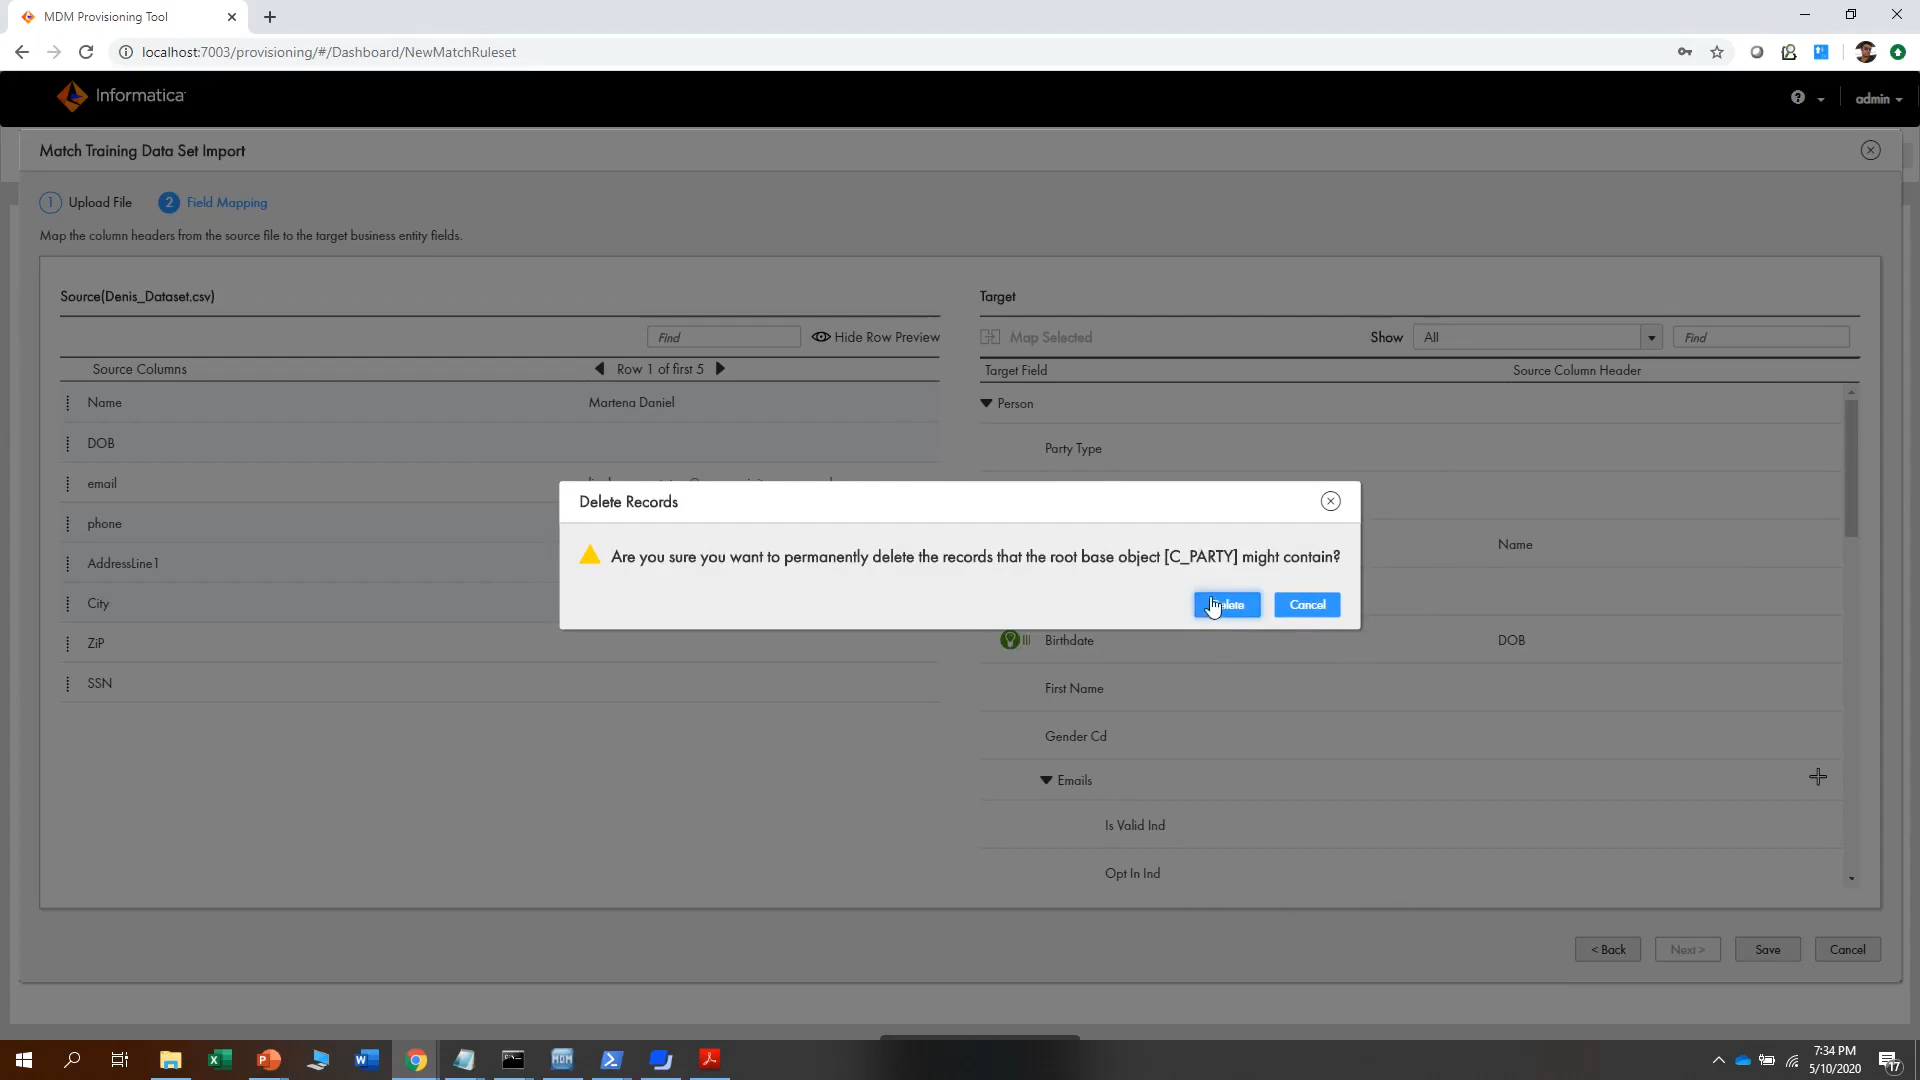 MDM Provisioning Tool
localhost:7003/provisioning/#/Dashboard/NewMatchRuleset
Informatica
admin
Match Training Data Set Import
1 Upload File 2 Field Mapping
Map the column headers from the source file to the target business entity fields.
Source(Denis_Dataset.csv) Target
Find Hide Row Preview Map Selected Show All Find
Source Columns Row 1 of first 5 Target Field Source Column Header
Name Martena Daniel Person
DOB Party Type
email
Delete Records
phone
Name
Are you sure you want to permanently delete the records that the root base object [C_PARTY] might contain?
AddressLine1
City
Cancel
ZiP Birthdate DOB
SSN First Name
Gender Cd
Emails
Is Valid Ind
Opt In Ind
< Back Next > Save Cancel
7:34 PM
5/10/2020
17